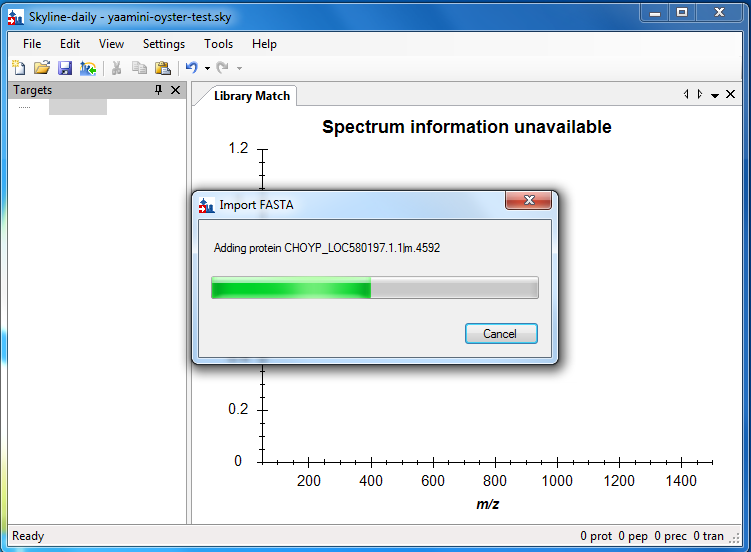 Skyline-daily - yaamini-oyster-test.sky
File Edit View Settings Tools Help
Targets
Library Match
Spectrum information unavailable
1.2
Import FASTA
Adding protein CHOYP_LOC580197.1.1|m.4592
Cancel
0.2
0
200 400 600 800 1000 1200 1400
m/z
Ready
0 prot 0 pep 0 prec 0 tran